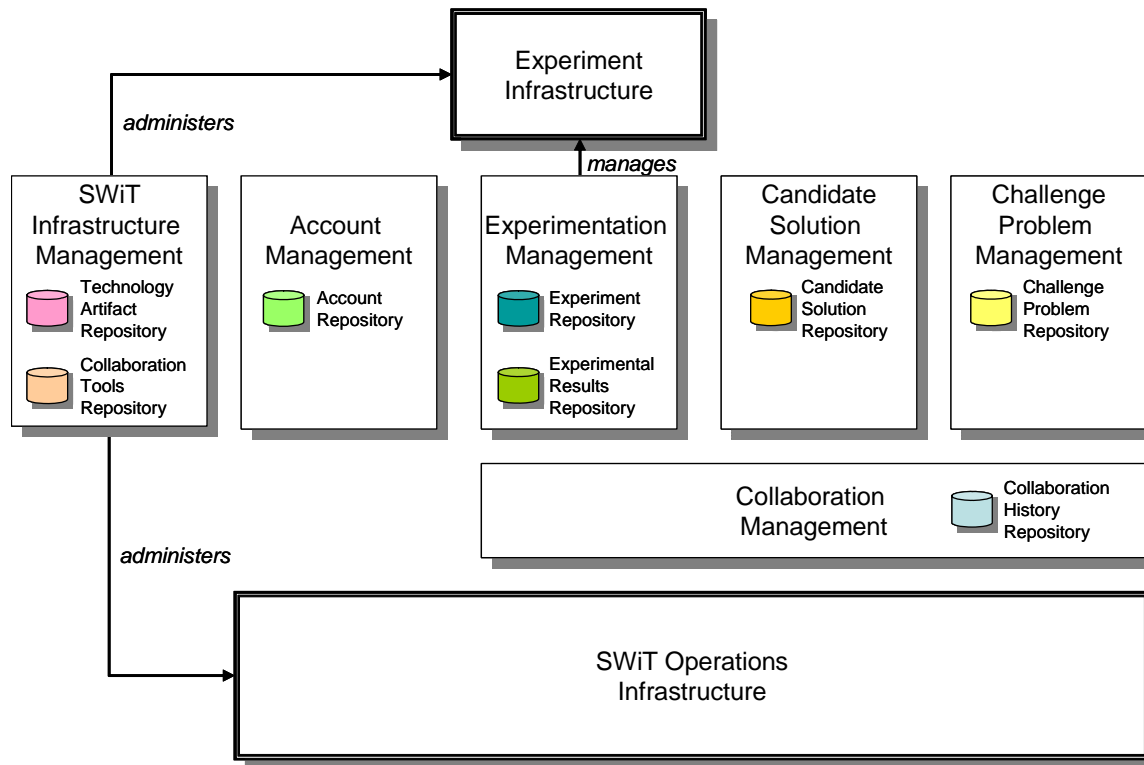 Experiment
Infrastructure
administers
manages
SWiT
Infrastructure
Management
Technology
Artifact
Repository
Collaboration
Tools
Repository
Account
Management
Account
Repository
Experimentation
Management
Experiment
Repository
Experimental
Results
Repository
Candidate
Solution
Management
Candidate
Solution
Repository
Challenge
Problem
Management
Challenge
Problem
Repository
Collaboration
Management
Collaboration
History
Repository
administers
SWiT Operations
Infrastructure